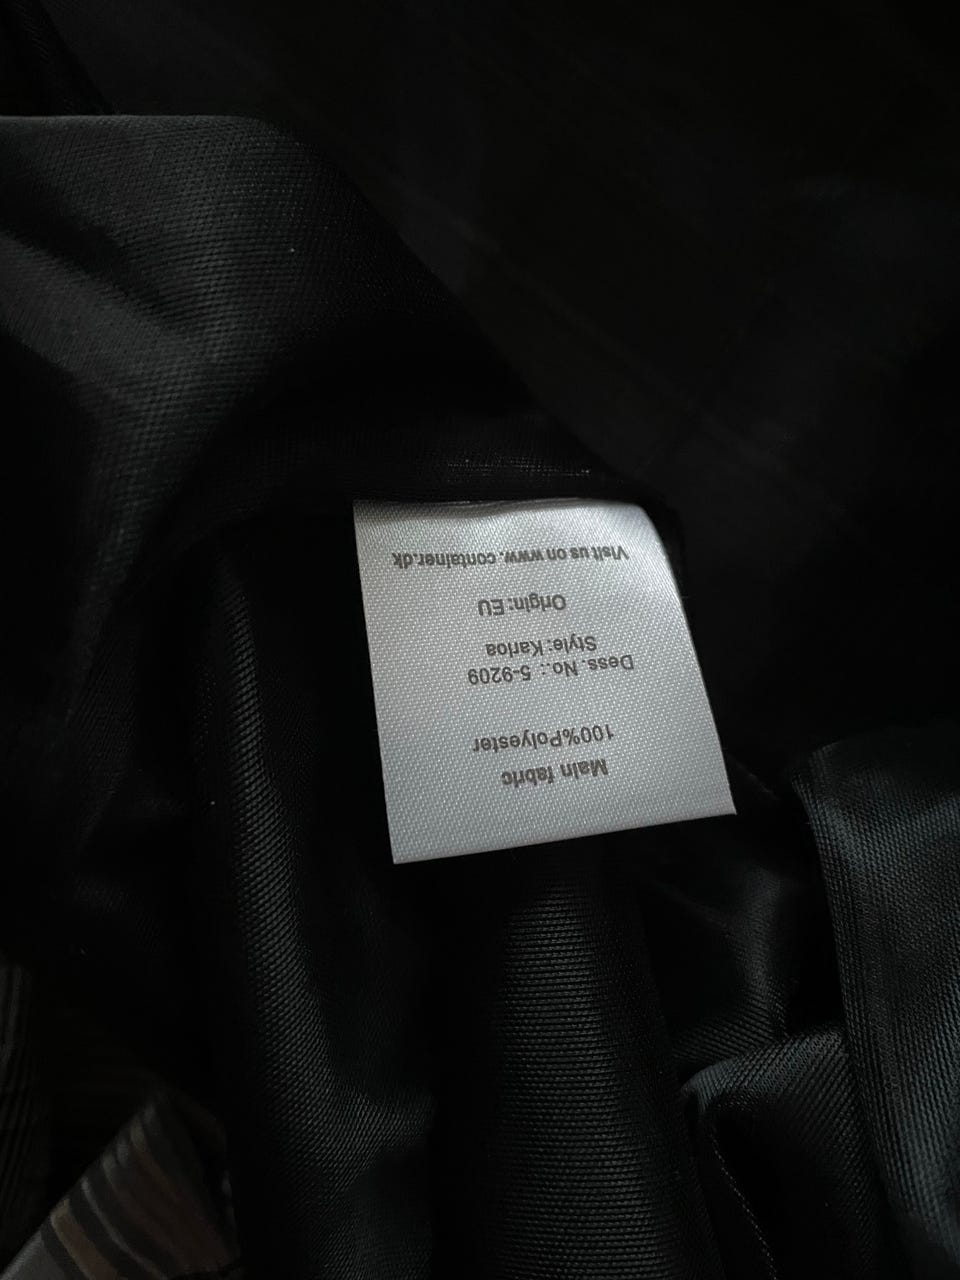 Main fabric
100%Polyester
Dess. No.: 5-9209
Style: Karloa
Origin: EU
Visit us on www. container.dk